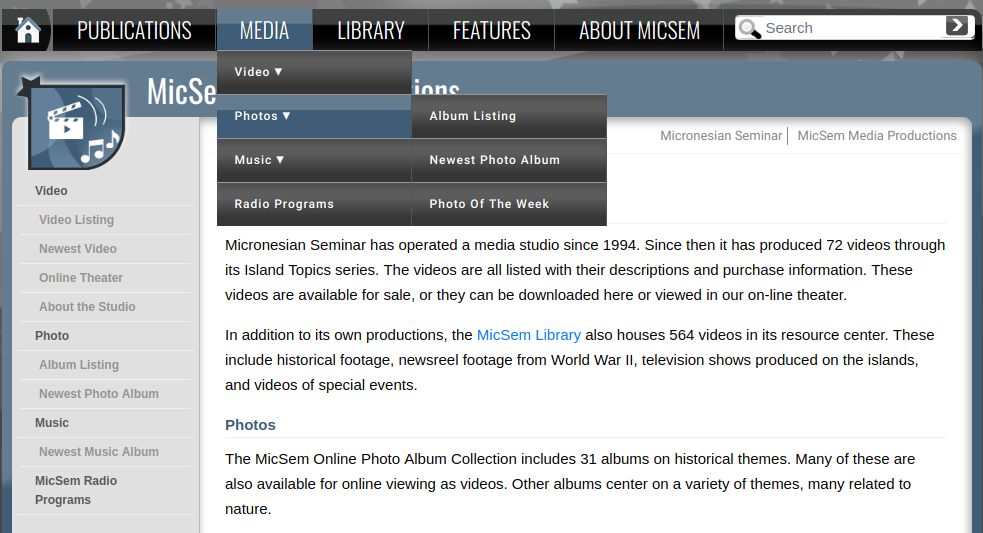 PUBLICATIONS
MEDIA
LIBRARY
FEATURES
ABOUT MICSEM
Search
Video ▼
Photos ▼
Music ▼
Radio Programs
Album Listing
Newest Photo Album
Photo Of The Week
Micronesian Seminar
MicSem Media Productions
Video
Video Listing
Newest Video
Online Theater
About the Studio
Photo
Album Listing
Newest Photo Album
Music
Newest Music Album
MicSem Radio
Programs
Micronesian Seminar has operated a media studio since 1994. Since then it has produced 72 videos through
its Island Topics series. The videos are all listed with their descriptions and purchase information. These
videos are available for sale, or they can be downloaded here or viewed in our on-line theater.
In addition to its own productions, the MicSem Library also houses 564 videos in its resource center. These
include historical footage, newsreel footage from World War II, television shows produced on the islands,
and videos of special events.
Photos
The MicSem Online Photo Album Collection includes 31 albums on historical themes. Many of these are
also available for online viewing as videos. Other albums center on a variety of themes, many related to
nature.